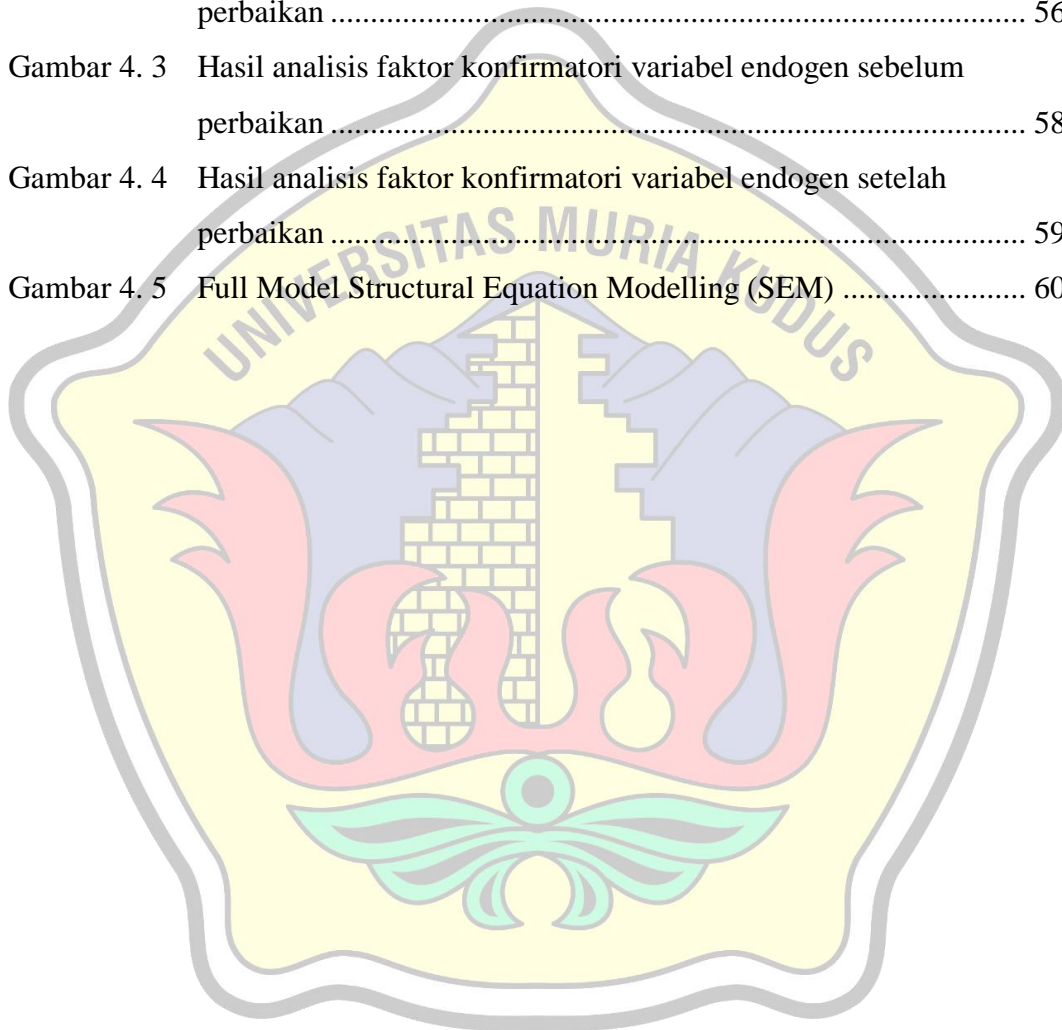 perbaikan ........................................................................................ 56
Gambar 4. 3 Hasil analisis faktor konfirmatori variabel endogen sebelum
perbaikan ........................................................................................ 58
Gambar 4. 4 Hasil analisis faktor konfirmatori variabel endogen setelah
perbaikan ........................................................................................ 59
Gambar 4. 5 Full Model Structural Equation Modelling (SEM) ....................... 60
UNIVERSITAS MURIA KUDUS